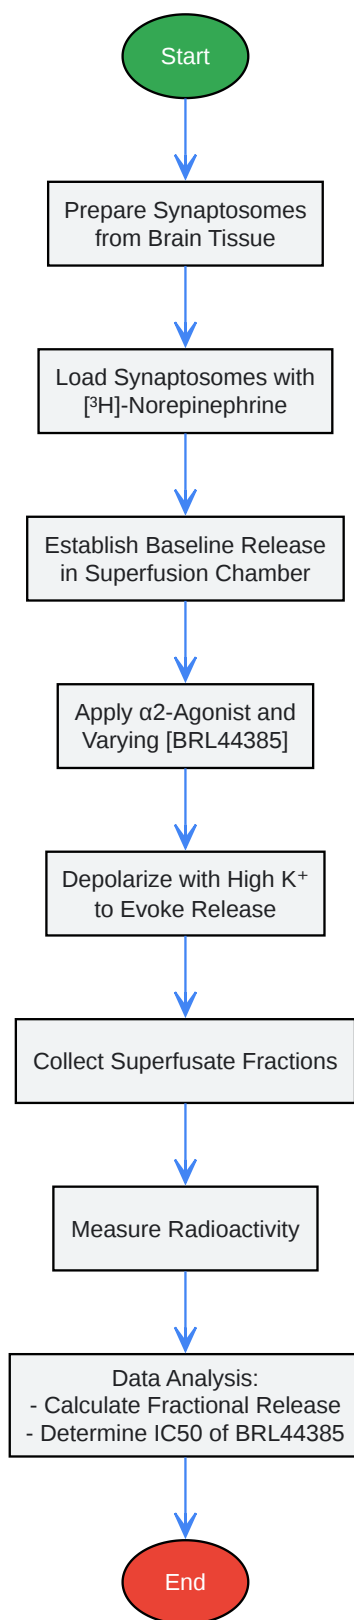 Start
Prepare Synaptosomes
from Brain Tissue
Load Synaptosomes with
[³H]-Norepinephrine
Establish Baseline Release
in Superfusion Chamber
Apply α2-Agonist and
Varying [BRL44385]
Depolarize with High K⁺
to Evoke Release
Collect Superfusate Fractions
Measure Radioactivity
Data Analysis:
- Calculate Fractional Release
- Determine IC50 of BRL44385
End